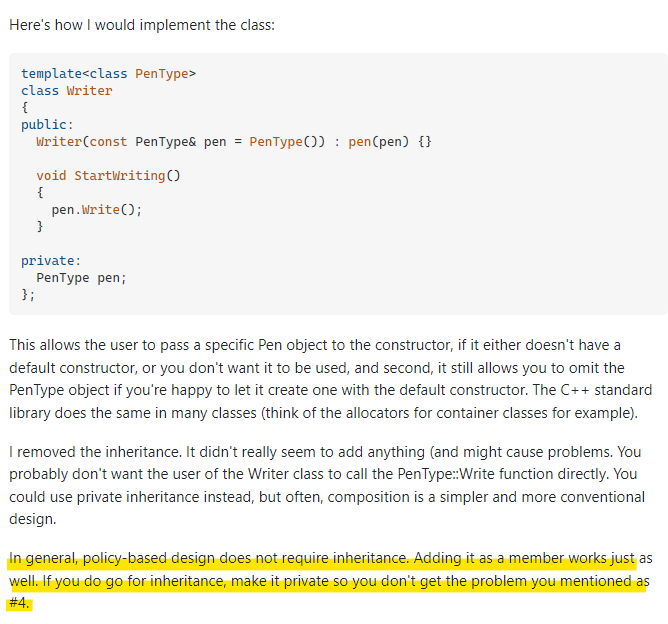 Here's how I would implement the class:
template<class PenType>
class Writer
{
public:
  Writer(const PenType& pen = PenType()) : pen(pen) {}

  void StartWriting()
  {
    pen.Write();
  }

private:
  PenType pen;
};
This allows the user to pass a specific Pen object to the constructor, if it either doesn't have a
default constructor, or you don't want it to be used, and second, it still allows you to omit the
PenType object if you're happy to let it create one with the default constructor. The C++ standard
library does the same in many classes (think of the allocators for container classes for example).
I removed the inheritance. It didn't really seem to add anything (and might cause problems. You
probably don't want the user of the Writer class to call the PenType::Write function directly. You
could use private inheritance instead, but often, composition is a simpler and more conventional
design.
In general, policy-based design does not require inheritance. Adding it as a member works just as
well. If you do go for inheritance, make it private so you don't get the problem you mentioned as
#4.